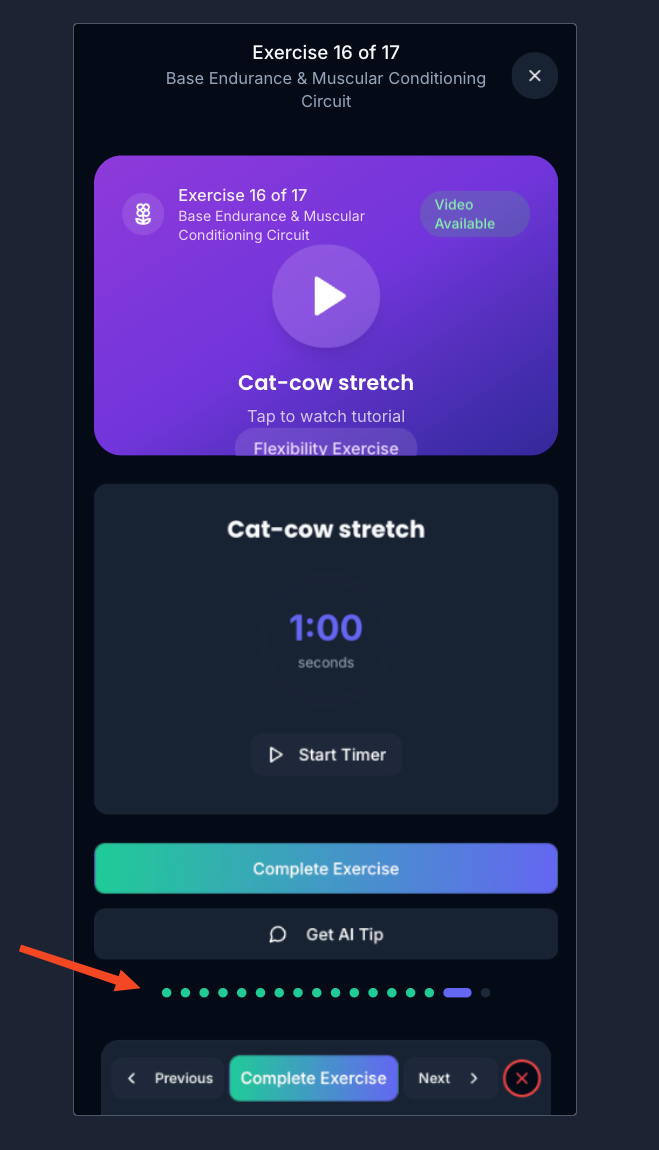 Exercise 16 of 17
Base Endurance & Muscular Conditioning
Circuit
Exercise 16 of 17
Base Endurance & Muscular
Conditioning Circuit
Video
Available
Cat-cow stretch
Tap to watch tutorial
Flexibility Exercise
Cat-cow stretch
1:00
seconds
Start Timer
Complete Exercise
Get AI Tip
Previous
Complete Exercise
Next